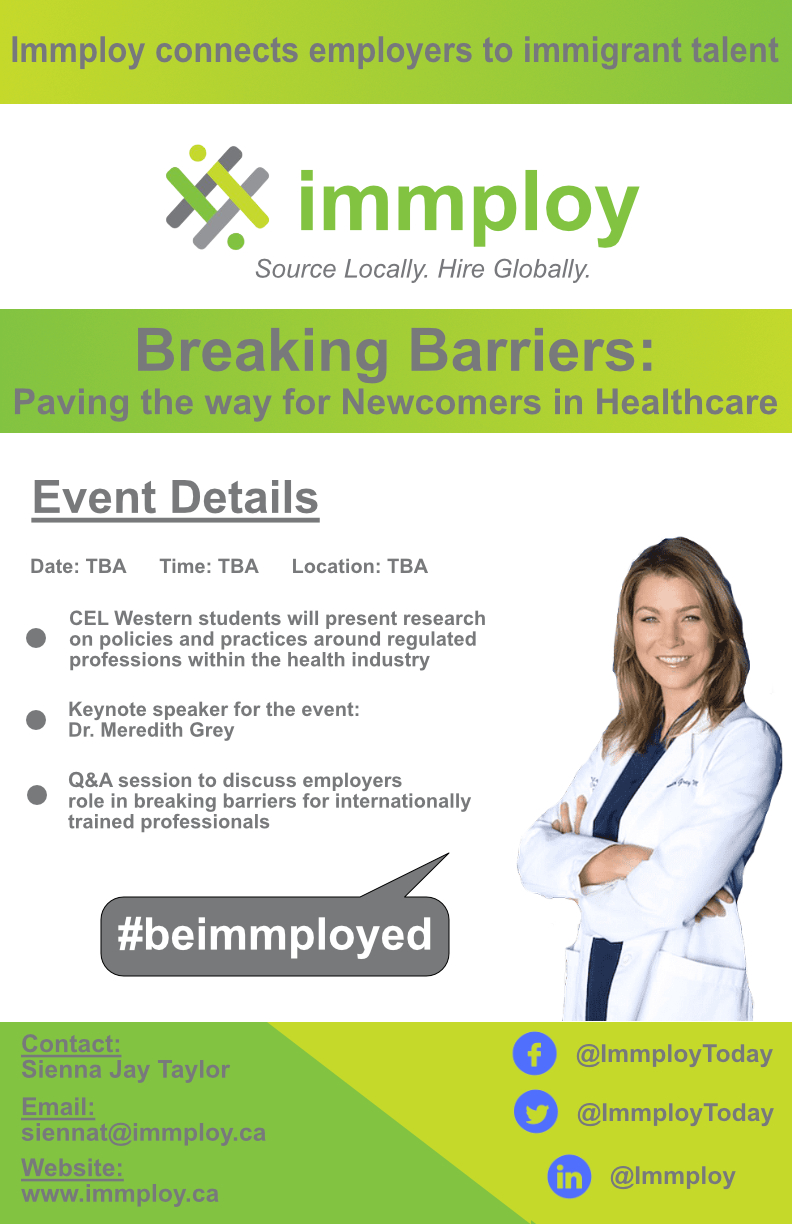 Immploy connects employers to immigrant talent
immploy
Source Locally. Hire Globally.
Breaking Barriers:
Paving the way for Newcomers in Healthcare
Event Details
Date: TBA Time: TBA Location: TBA
CEL Western students will present research
on policies and practices around regulated
professions within the health industry
Keynote speaker for the event:
Dr. Meredith Grey
Q&A session to discuss employers
role in breaking barriers for internationally
trained professionals
#beimmployed
Contact:
Sienna Jay Taylor
Email:
siennat@immploy.ca
Website:
www.immploy.ca
@ImmployToday
@ImmployToday
@Immploy